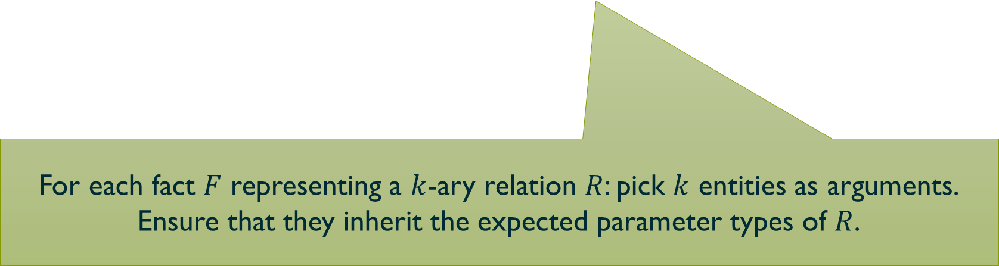 For each fact F representing a k-ary relation R: pick k entities as arguments.
Ensure that they inherit the expected parameter types of R.